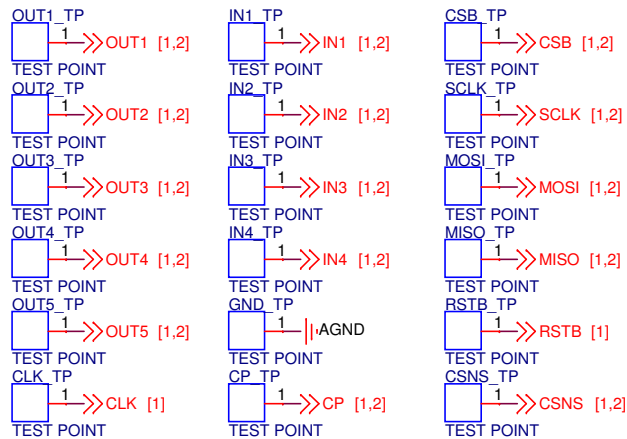 OUT1_TP
1
OUT1 [1,2]
TEST POINT
OUT2_TP
1
OUT2 [1,2]
TEST POINT
OUT3_TP
1
OUT3 [1,2]
TEST POINT
OUT4_TP
1
OUT4 [1,2]
TEST POINT
OUT5_TP
1
OUT5 [1,2]
TEST POINT
CLK_TP
1
CLK [1]
TEST POINT
IN1_TP
1
IN1 [1,2]
TEST POINT
IN2_TP
1
IN2 [1,2]
TEST POINT
IN3_TP
1
IN3 [1,2]
TEST POINT
IN4_TP
1
IN4 [1,2]
TEST POINT
GND_TP
1
AGND
TEST POINT
CP_TP
1
CP [1,2]
TEST POINT
CSB_TP
1
CSB [1,2]
TEST POINT
SCLK_TP
1
SCLK [1,2]
TEST POINT
MOSI_TP
1
MOSI [1,2]
TEST POINT
MISO_TP
1
MISO [1,2]
TEST POINT
RSTB_TP
1
RSTB [1]
TEST POINT
CSNS_TP
1
CSNS [1,2]
TEST POINT